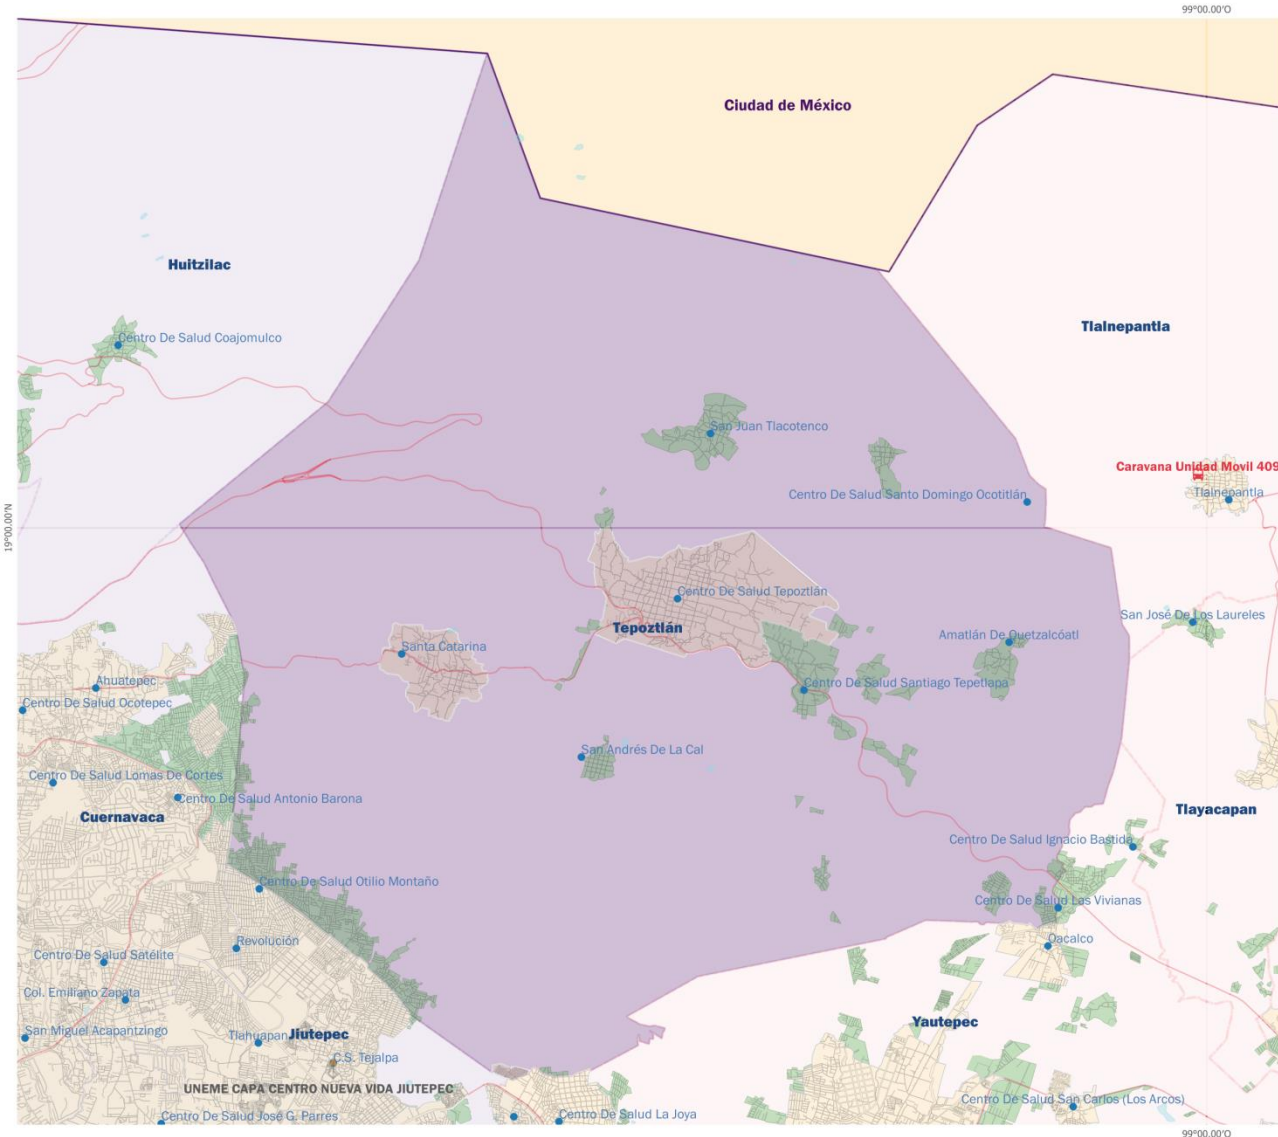 99°00.00'O
Ciudad de México
Huitzilac
Tlalnepantla
Centro De Salud Coajomulco
San Juan Tlacotenco
Caravana Unidad Movil 409
Centro De Salud Santo Domingo Ocotitlán
Tlalnepantla
19°00.00'N
Centro De Salud Tepoztlán
San José De Los Laureles
Tepoztlán
Amatlán De Quetzalcóatl
Santa Catarina
Ahuatepec
Centro De Salud Santiago Tepetlapa
Centro De Salud Ocotepec
San Andrés De La Cal
Centro De Salud Lomas De Cortes
Centro De Salud Antonio Barona
Cuernavaca
Tlayacapan
Centro De Salud Ignacio Bastida
Centro De Salud Otilio Montaño
Centro De Salud Las Vivianas
Revolución
Oacalco
Centro De Salud Satélite
Col. Emiliano Zapata
Yautepec
San Miguel Acapantzingo
Tlahuapan
Jiutepec
C.S. Tejalpa
UNEME CAPA CENTRO NUEVA VIDA JIUTEPEC
Centro De Salud San Carlos (Los Arcos)
Centro De Salud José G. Parres
Centro De Salud La Joya
99°00.00'O